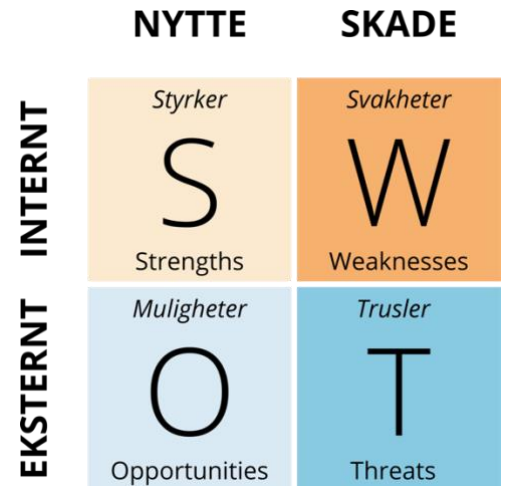 NYTTE SKADE
INTERNT
Styrker
S
Strengths
Svakheter
W
Weaknesses
EKSTERNT
Muligheter
O
Opportunities
Trusler
T
Threats